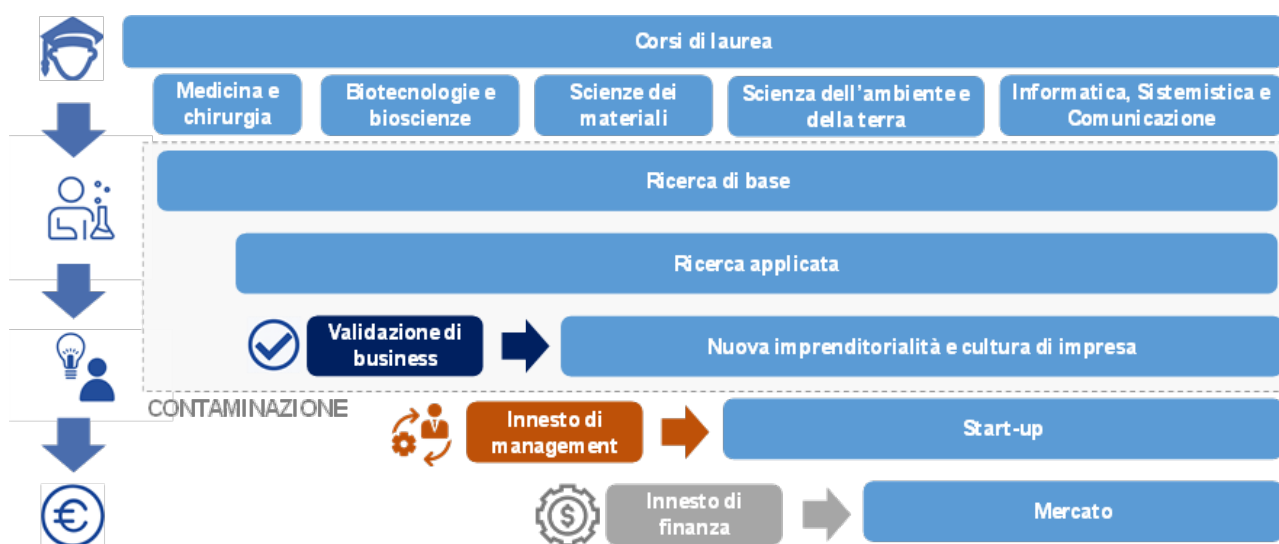 Corsi di laurea
Medicina e
chirurgia
Biotecnologie e
bioscienze
Scienze dei
materiali
Scienza dell'ambiente e
della terra
Informatica, Sistemistica e
Comunicazione
Ricerca di base
Ricerca applicata
Validazione di
business
Nuova imprenditorialità e cultura di impresa
CONTAMINAZIONE
Innesto di
management
Start-up
Innesto di
finanza
Mercato